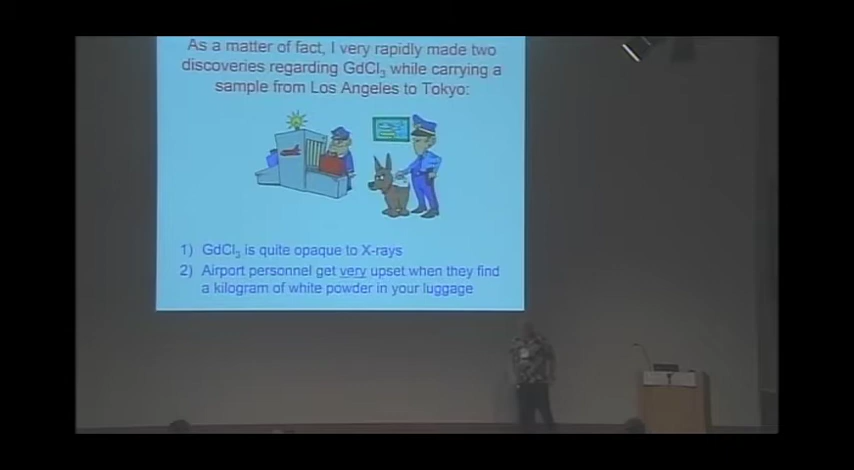 As a matter of fact, I very rapidly made two
discoveries regarding GdCl₃ while carrying a
sample from Los Angeles to Tokyo:
1) GdCl₃ is quite opaque to X-rays
2) Airport personnel get very upset when they find
a kilogram of white powder in your luggage